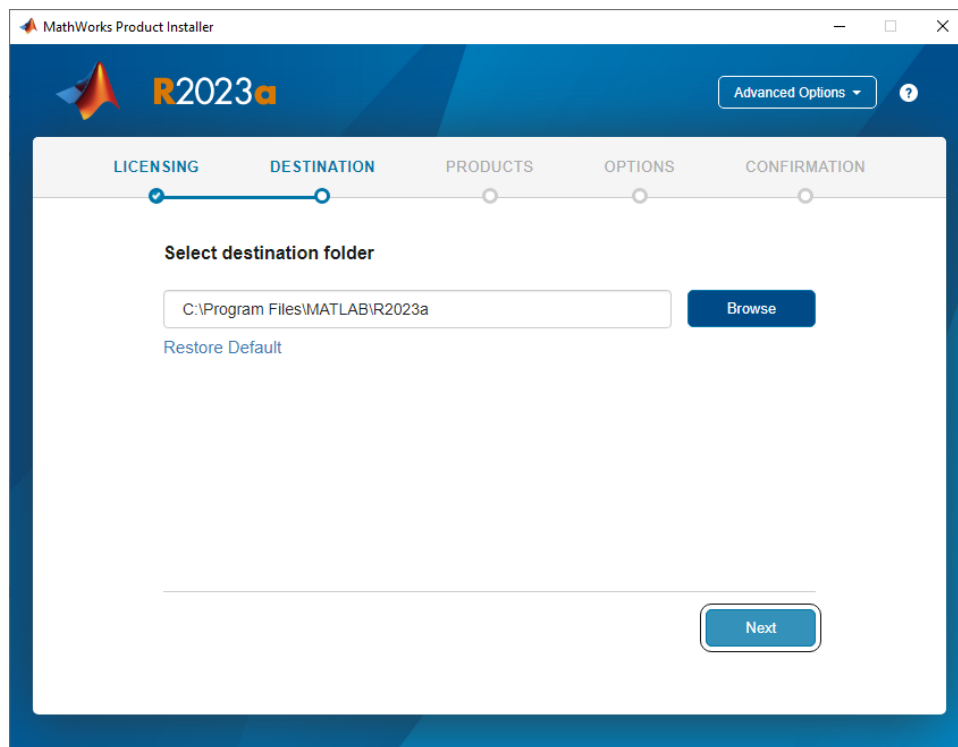 MathWorks Product Installer
R2023a
Advanced Options
?
LICENSING DESTINATION PRODUCTS OPTIONS CONFIRMATION
Select destination folder
C:\Program Files\MATLAB\R2023a
Browse
Restore Default
Next